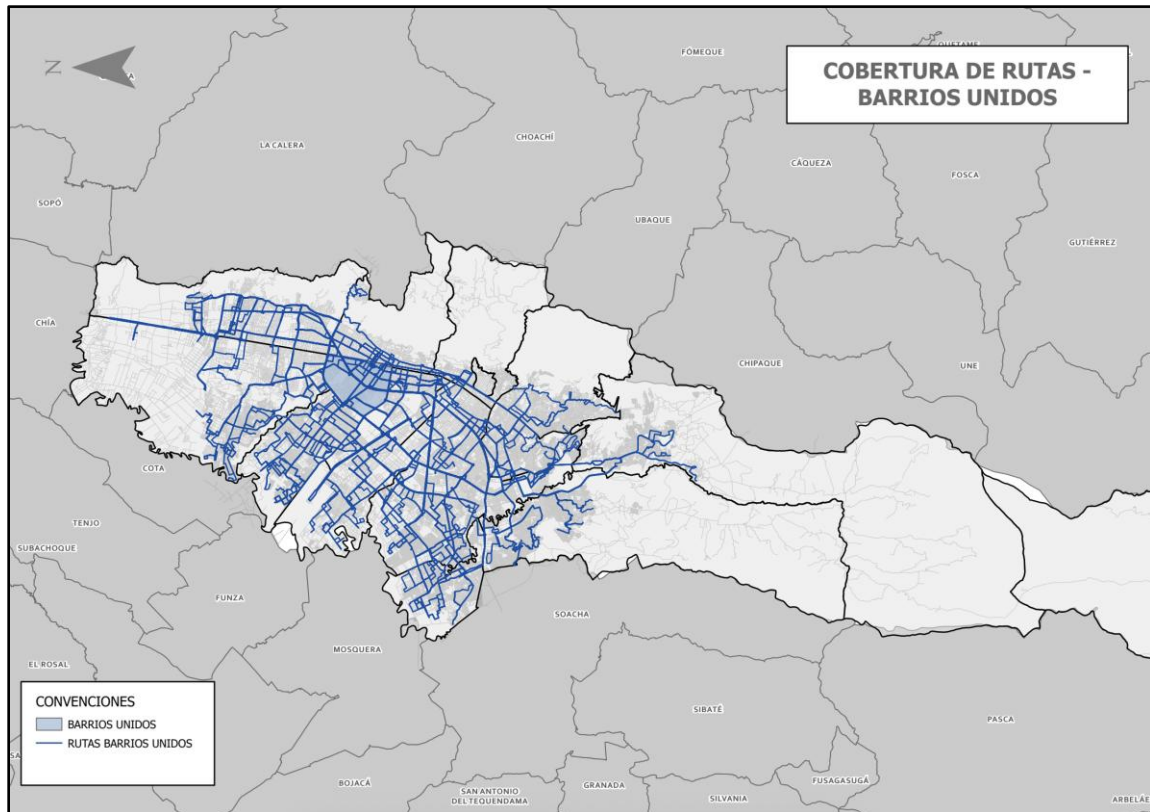 COBERTURA DE RUTAS -
BARRIOS UNIDOS
N
FÓMEQUE
QUETAME
LA CALERA
CHOACHÍ
CÁQUEZA
FOSCA
SOPÓ
UBAQUE
GUTIÉRREZ
CHÍA
CHIPAQUE
UNE
COTA
TENJO
SUBACHOQUE
FUNZA
SOACHA
MOSQUERA
EL ROSAL
SIBATÉ
PASCA
CONVENCIONES
BARRIOS UNIDOS
RUTAS BARRIOS UNIDOS
BOJACÁ
SAN ANTONIO
DEL TEQUENDAMA
GRANADA
SILVANIA
FUSAGASUGÁ
ARBELÁE